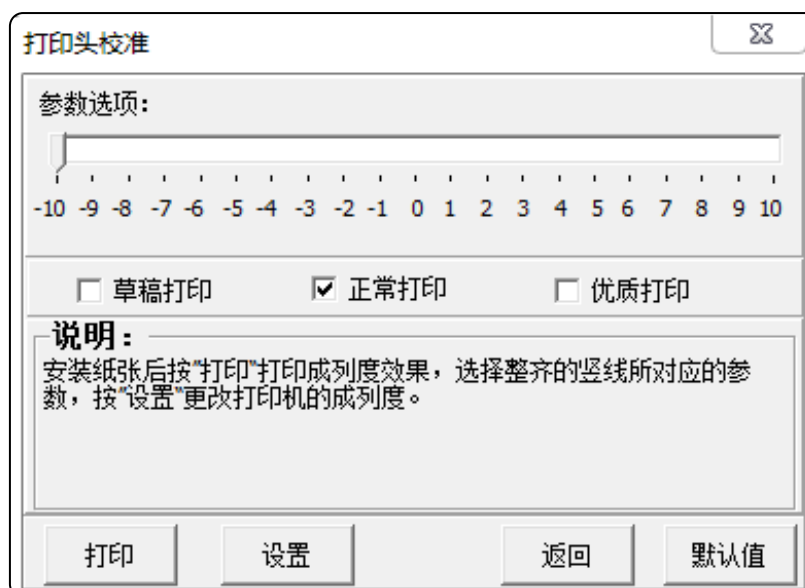 打印头校准
参数选项：
-10 -9 -8 -7 -6 -5 -4 -3 -2 -1 0 1 2 3 4 5 6 7 8 9 10
草稿打印 正常打印 优质打印
说明：
安装纸张后按"打印"打印成列度效果，选择整齐的竖线所对应的参
数，按"设置"更改打印机的成列度。
打印 设置 返回 默认值